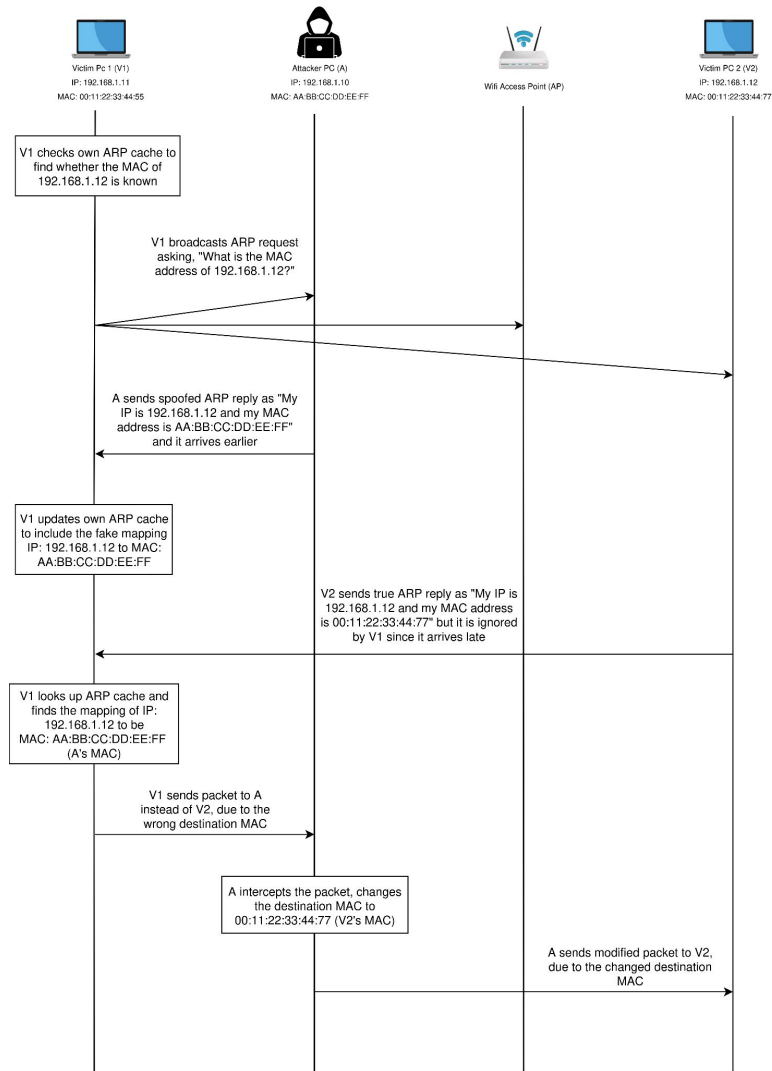 Victim Pc 1 (V1)
IP: 192.168.1.11
MAC: 00:11:22:33:44:55
Attacker PC (A)
IP: 192.168.1.10
MAC: AA:BB:CC:DD:EE:FF
Wifi Access Point (AP)
Victim PC 2 (V2)
IP: 192.168.1.12
MAC: 00:11:22:33:44:77
V1 checks own ARP cache to
find whether the MAC of
192.168.1.12 is known
V1 broadcasts ARP request
asking, "What is the MAC
address of 192.168.1.12?"
A sends spoofed ARP reply as "My
IP is 192.168.1.12 and my MAC
address is AA:BB:CC:DD:EE:FF"
and it arrives earlier
V1 updates own ARP cache
to include the fake mapping
IP: 192.168.1.12 to MAC:
AA:BB:CC:DD:EE:FF
V2 sends true ARP reply as "My IP is
192.168.1.12 and my MAC address
is 00:11:22:33:44:77" but it is ignored
by V1 since it arrives late
V1 looks up ARP cache and
finds the mapping of IP:
192.168.1.12 to be
MAC: AA:BB:CC:DD:EE:FF
(A's MAC)
V1 sends packet to A
instead of V2, due to the
wrong destination MAC
A intercepts the packet, changes
the destination MAC to
00:11:22:33:44:77 (V2's MAC)
A sends modified packet to V2,
due to the changed destination
MAC